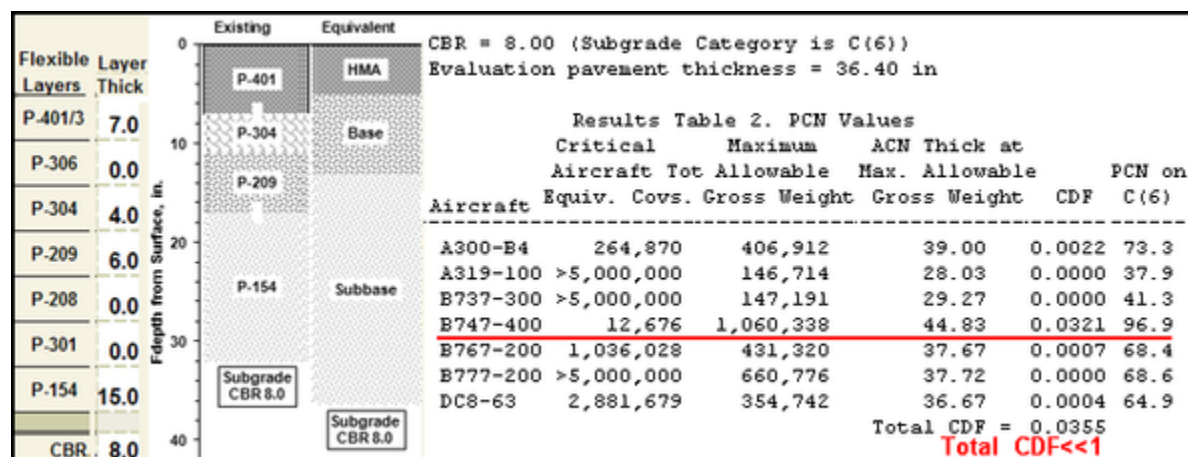 Flexible Layer
Layers Thick
P-401/3 7.0
P-306 0.0
P-304 4.0
P-209 6.0
P-208 0.0
P-301 0.0
P-154 15.0
CBR 8.0
Existing Equivalent
Fdepth from Surface, in.
0
10
20
30
40
P-401
P-304
P-209
P-154
Subgrade
CBR 8.0
HMA
Base
Subbase
Subgrade
CBR 8.0
CBR = 8.00 (Subgrade Category is C(6))
Evaluation pavement thickness = 36.40 in
Results Table 2. PCN Values
Critical Maximum ACN Thick at
Aircraft Tot Allowable Max. Allowable PCN on
Aircraft Equiv. Covs. Gross Weight Gross Weight CDF C(6)
A300-B4 264,870 406,912 39.00 0.0022 73.3
A319-100 >5,000,000 146,714 28.03 0.0000 37.9
B737-300 >5,000,000 147,191 29.27 0.0000 41.3
B747-400 12,676 1,060,338 44.83 0.0321 96.9
B767-200 1,036,028 431,320 37.67 0.0007 68.4
B777-200 >5,000,000 660,776 37.72 0.0000 68.6
DC8-63 2,881,679 354,742 36.67 0.0004 64.9
Total CDF = 0.0355
Total CDF<<1